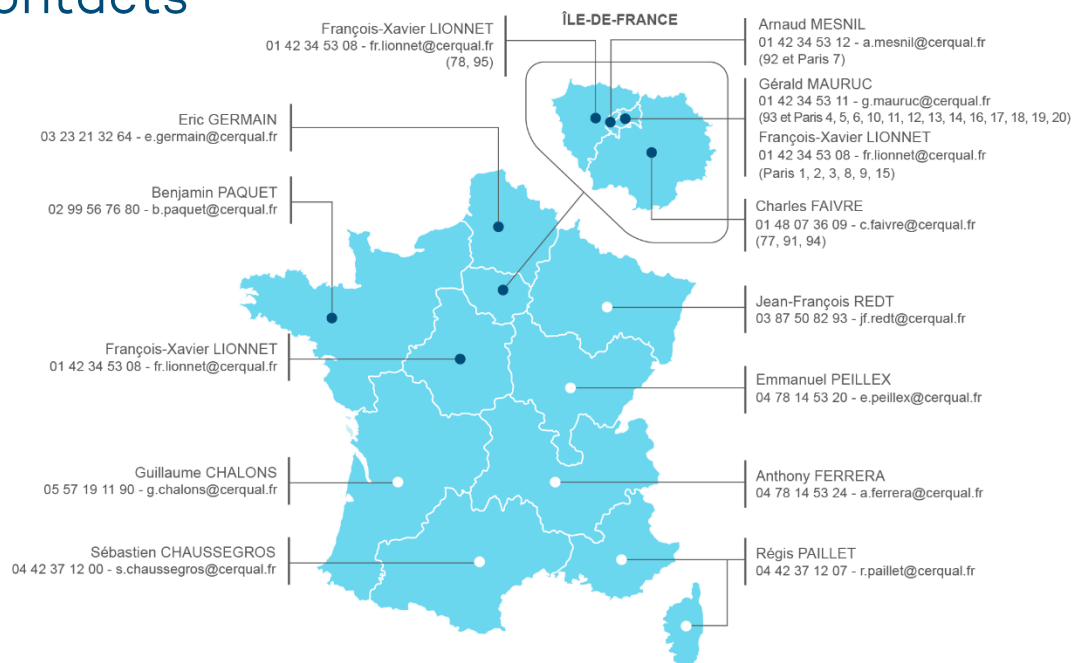 ontacts
François-Xavier LIONNET
01 42 34 53 08 - fr.lionnet@cerqual.fr
(78, 95)
ÎLE-DE-FRANCE
Arnaud MESNIL
01 42 34 53 12 - a.mesnil@cerqual.fr
(92 et Paris 7)
Gérald MAURUC
01 42 34 53 11 - g.mauruc@cerqual.fr
(93 et Paris 4, 5, 6, 10, 11, 12, 13, 14, 16, 17, 18, 19, 20)
François-Xavier LIONNET
01 42 34 53 08 - fr.lionnet@cerqual.fr
(Paris 1, 2, 3, 8, 9, 15)
Charles FAIVRE
01 48 07 36 09 - c.faivre@cerqual.fr
(77, 91, 94)
Eric GERMAIN
03 23 21 32 64 - e.germain@cerqual.fr
Benjamin PAQUET
02 99 56 76 80 - b.paquet@cerqual.fr
Jean-François REDT
03 87 50 82 93 - jf.redt@cerqual.fr
François-Xavier LIONNET
01 42 34 53 08 - fr.lionnet@cerqual.fr
Emmanuel PEILLEX
04 78 14 53 20 - e.peillex@cerqual.fr
Guillaume CHALONS
05 57 19 11 90 - g.chalons@cerqual.fr
Anthony FERRERA
04 78 14 53 24 - a.ferrera@cerqual.fr
Sébastien CHAUSSEGROS
04 42 37 12 00 - s.chaussegros@cerqual.fr
Régis PAILLET
04 42 37 12 07 - r.paillet@cerqual.fr